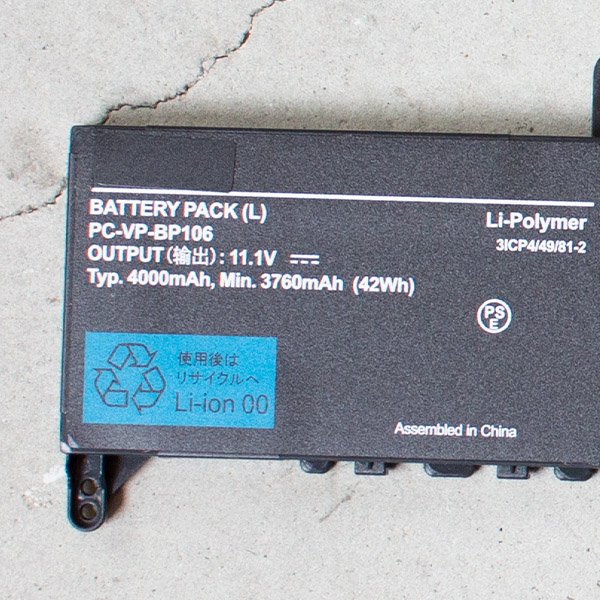 BATTERY PACK (L)
PC-VP-BP106
OUTPUT(输出): 11.1V ⎓
Typ. 4000mAh, Min. 3760mAh (42Wh)
Li-Polymer
3ICP4/49/81-2
PS
E
使用後は
リサイクルへ
Li-ion 00
Assembled in China